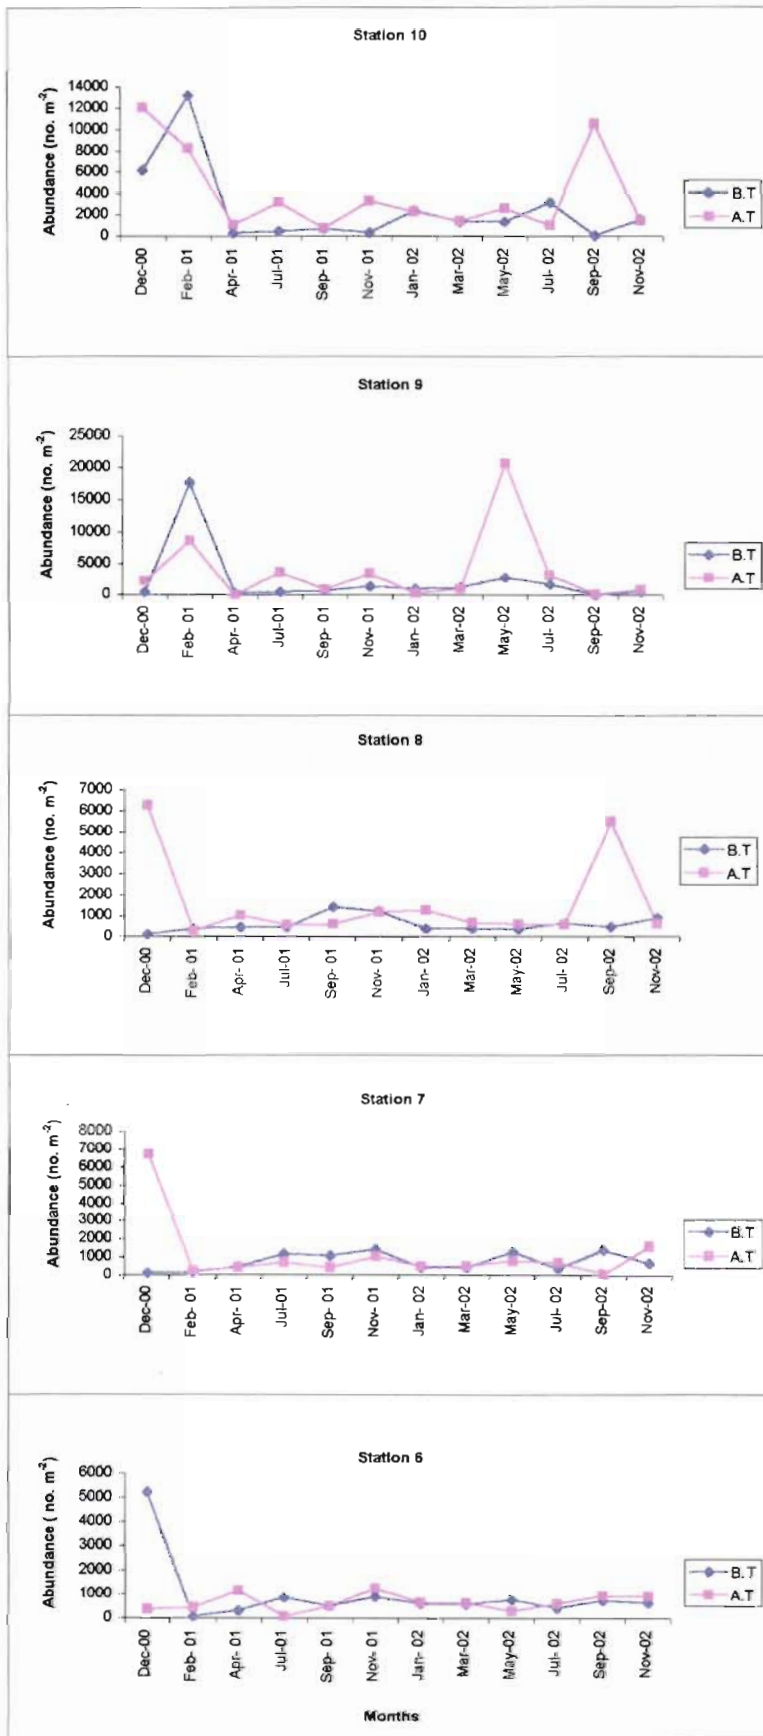 Station 10
Abundance (no. m-2)
14000
12000
10000
8000
6000
4000
2000
0
Dec-00
Feb- 01
Apr- 01
Jul-01
Sep- 01
Nov- 01
Jan- 02
Mar-02
May-02
Jul- 02
Sep-02
Nov-02
B.T
A.T
Station 9
Abundance (no. m-2)
25000
20000
15000
10000
5000
0
Dec-00
Feb- 01
Apr- 01
Jul-01
Sep- 01
Nov- 01
Jan- 02
Mar-02
May-02
Jul- 02
Sep-02
Nov-02
B.T
A.T
Station 8
Abundance (no. m-2)
7000
6000
5000
4000
3000
2000
1000
0
Dec-00
Feb- 01
Apr- 01
Jul-01
Sep- 01
Nov- 01
Jan- 02
Mar-02
May-02
Jul- 02
Sep-02
Nov-02
B.T
A.T
Station 7
Abundance (no. m-2)
8000
7000
6000
5000
4000
3000
2000
1000
0
Dec-00
Feb- 01
Apr- 01
Jul-01
Sep- 01
Nov- 01
Jan- 02
Mar-02
May-02
Jul- 02
Sep-02
Nov-02
B.T
A.T
Station 6
Abundance ( no. m-2)
6000
5000
4000
3000
2000
1000
0
Dec-00
Feb- 01
Apr- 01
Jul-01
Sep- 01
Nov- 01
Jan- 02
Mar-02
May-02
Jul- 02
Sep-02
Nov-02
B.T
A.T
Months